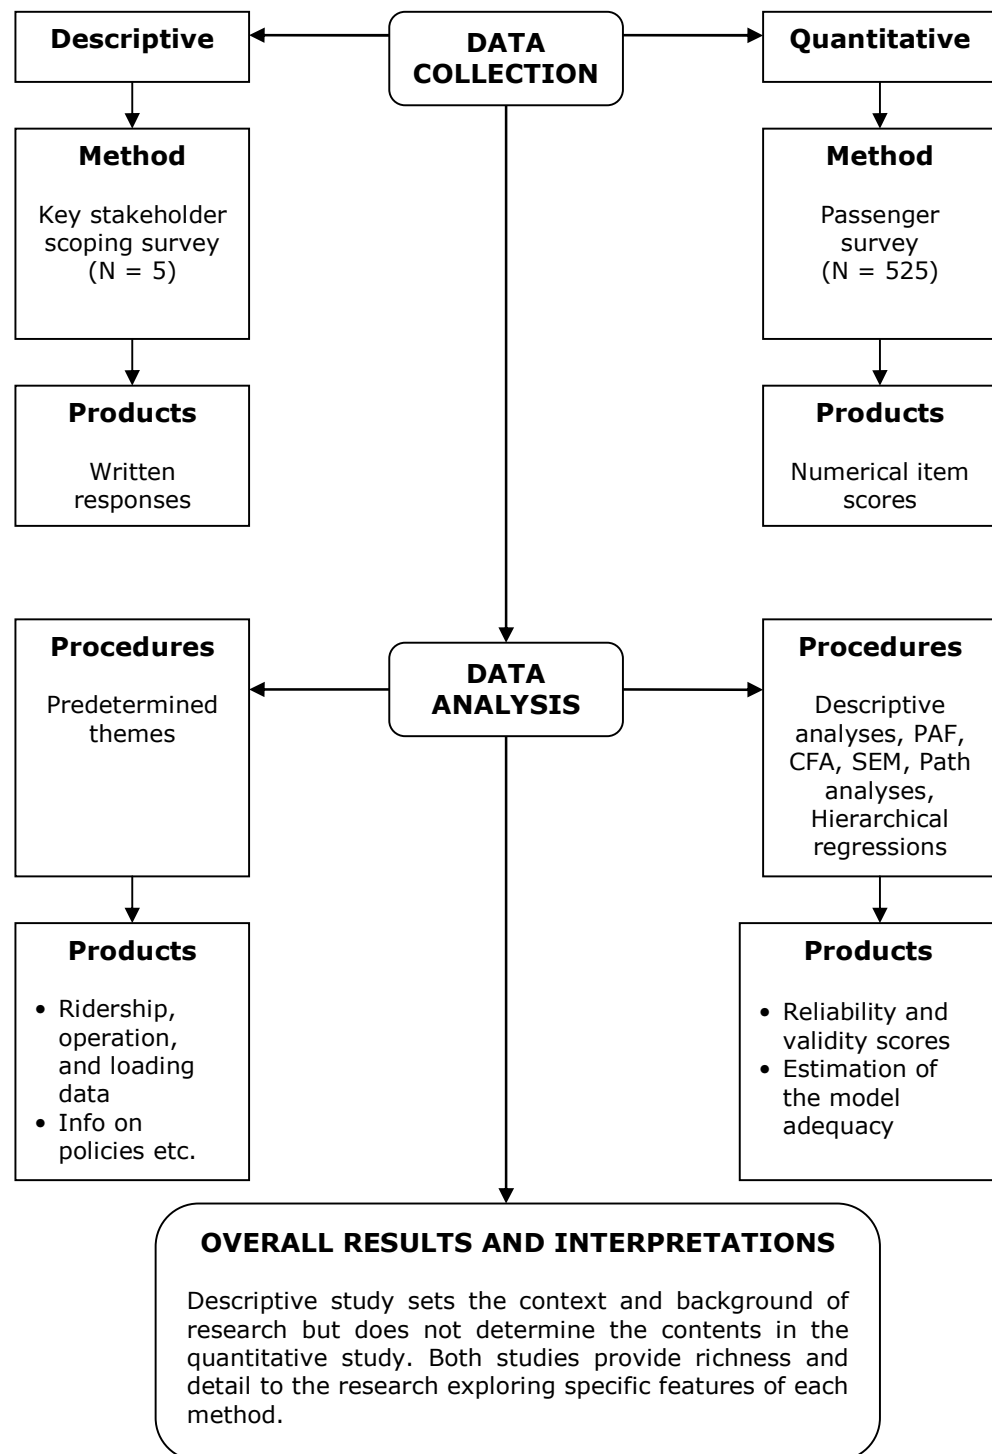 Descriptive
DATA
COLLECTION
Quantitative
Method
Key stakeholder
scoping survey
(N = 5)
Method
Passenger
survey
(N = 525)
Products
Written
responses
Products
Numerical item
scores
Procedures
Predetermined
themes
DATA
ANALYSIS
Procedures
Descriptive
analyses, PAF,
CFA, SEM, Path
analyses,
Hierarchical
regressions
Products
• Ridership,
operation,
and loading
data
• Info on
policies etc.
Products
• Reliability and
validity scores
• Estimation of
the model
adequacy
OVERALL RESULTS AND INTERPRETATIONS
Descriptive study sets the context and background of
research but does not determine the contents in the
quantitative study. Both studies provide richness and
detail to the research exploring specific features of each
method.